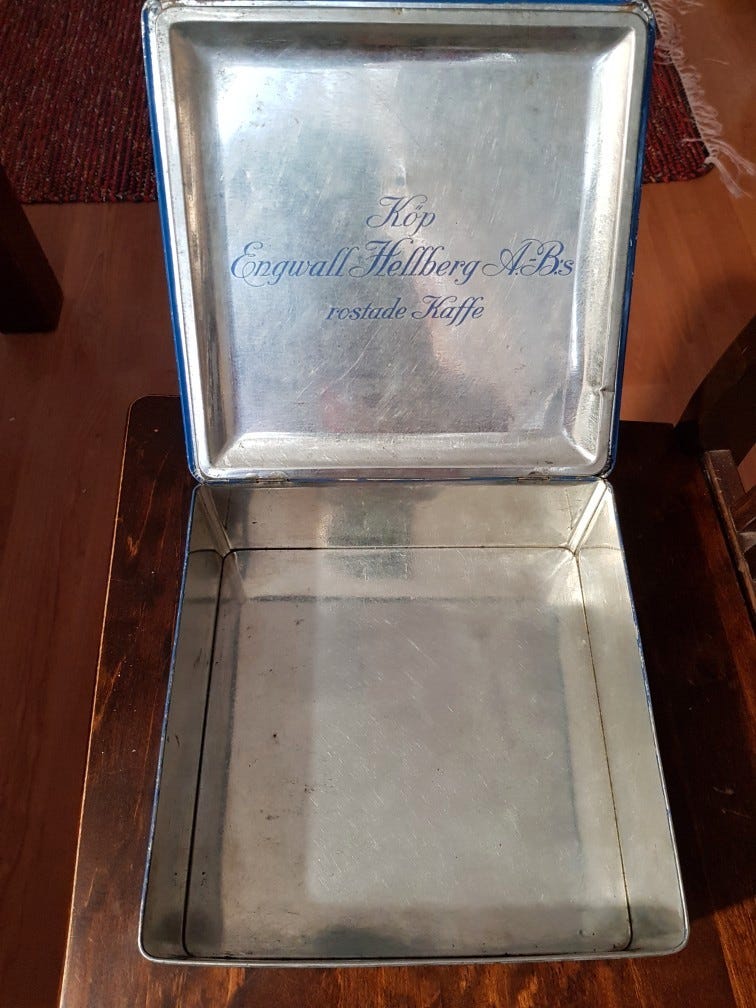 Köp
Engwall Hellberg A.-B:s
rostade Kaffe